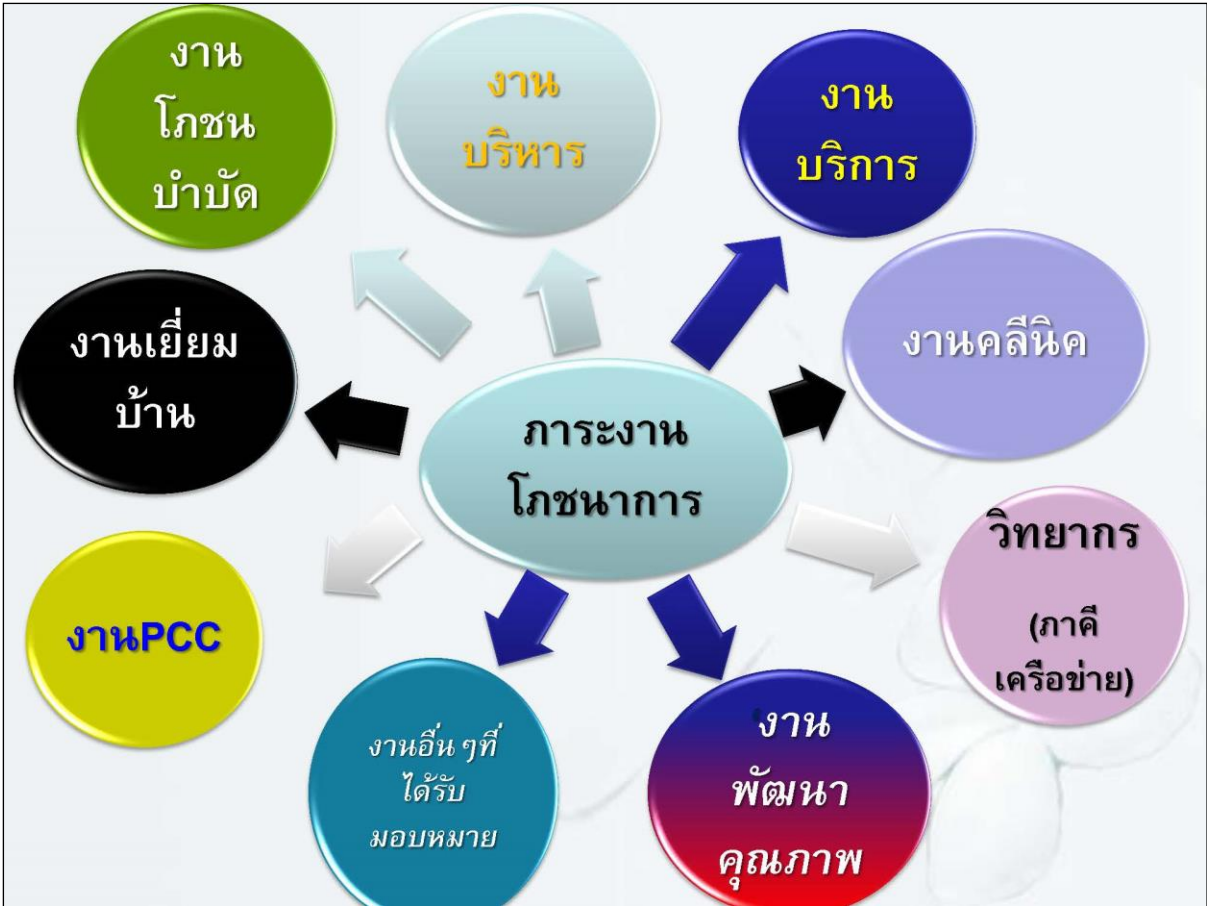 งาน
โภชน
บำบัด
งาน
บริหาร
งาน
บริการ
งานเยี่ยม
บ้าน
งานคลีนิค
ภาระงาน
โภชนาการ
วิทยากร
(ภาคี
เครือข่าย)
งานPCC
งานอื่น ๆที่
ได้รับ
มอบหมาย
งาน
พัฒนา
คุณภาพ